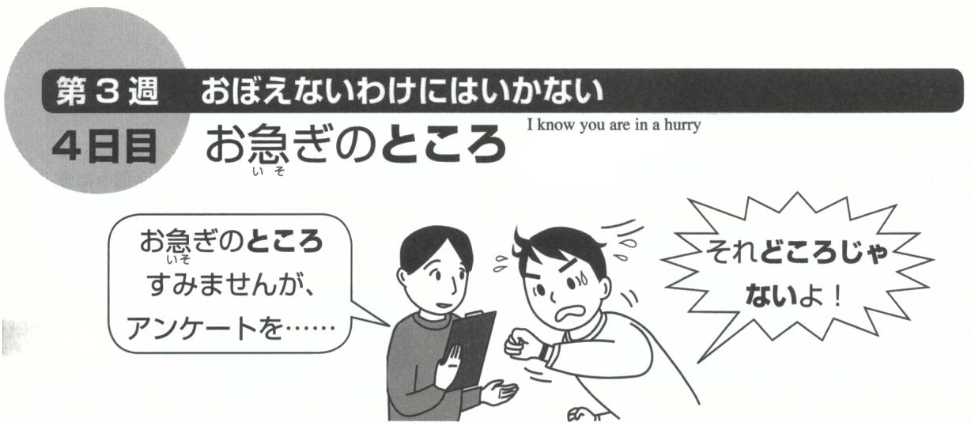 第3週 おぼえないわけにはいかない
4日目 お急ぎのところ I know you are in a hurry
いそ
お急ぎのところ
いそ
すみませんが、
アンケートを……
それどころじゃ
ないよ！